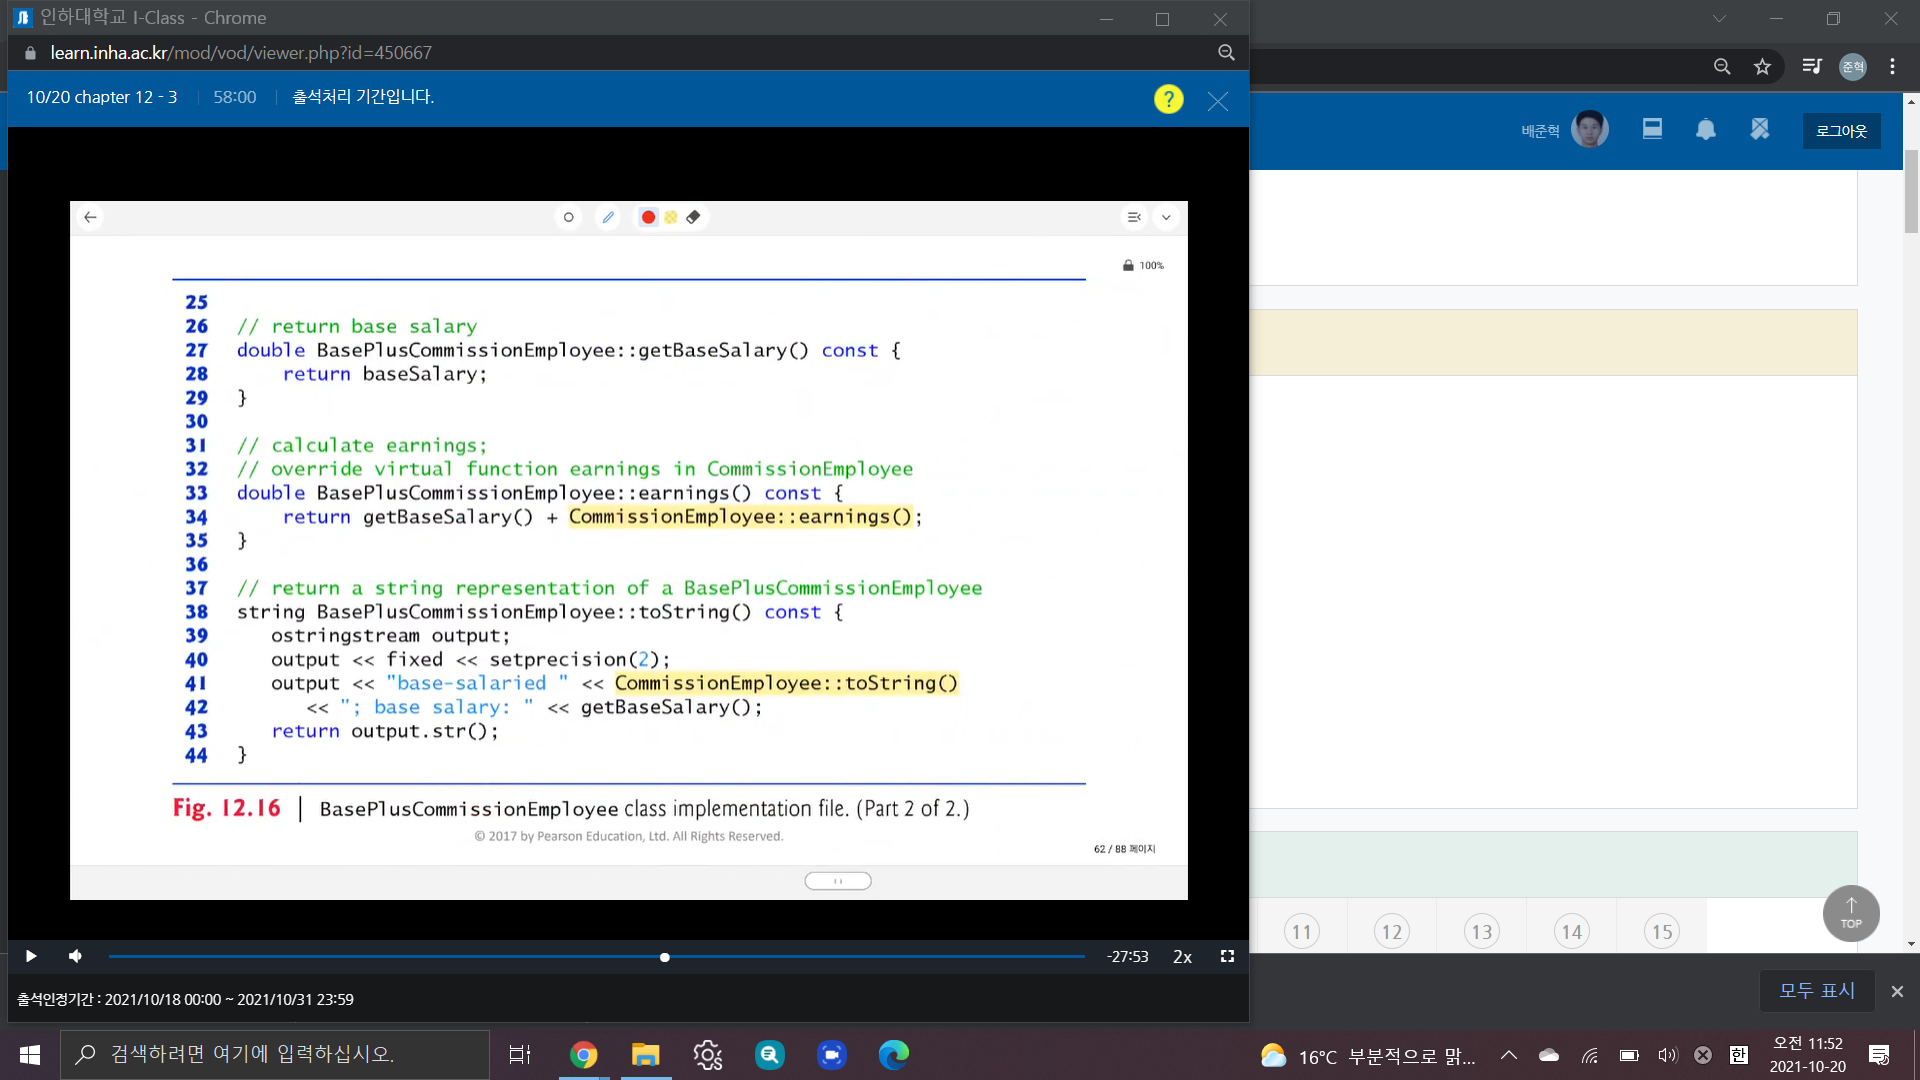 인하대학교 I-Class - Chrome
learn.inha.ac.kr/mod/vod/viewer.php?id=450667
준혁
10/20 chapter 12 - 3 58:00 출석처리 기간입니다.
?
배준혁 로그아웃
100%
25
26 // return base salary
27 double BasePlusCommissionEmployee::getBaseSalary() const {
28 return baseSalary;
29 }
30
31 // calculate earnings;
32 // override virtual function earnings in CommissionEmployee
33 double BasePlusCommissionEmployee::earnings() const {
34 return getBaseSalary() + CommissionEmployee::earnings();
35 }
36
37 // return a string representation of a BasePlusCommissionEmployee
38 string BasePlusCommissionEmployee::toString() const {
39 ostringstream output;
40 output << fixed << setprecision(2);
41 output << "base-salaried " << CommissionEmployee::toString()
42 << "; base salary: " << getBaseSalary();
43 return output.str();
44 }
Fig. 12.16 | BasePlusCommissionEmployee class implementation file. (Part 2 of 2.)
© 2017 by Pearson Education, Ltd. All Rights Reserved.
62 / 88 페이지
11 12 13 14 15
TOP
-27:53 2x
출석인정기간 : 2021/10/18 00:00 ~ 2021/10/31 23:59
모두 표시
검색하려면 여기에 입력하십시오.
16°C 부분적으로 맑...
한
오전 11:52
2021-10-20